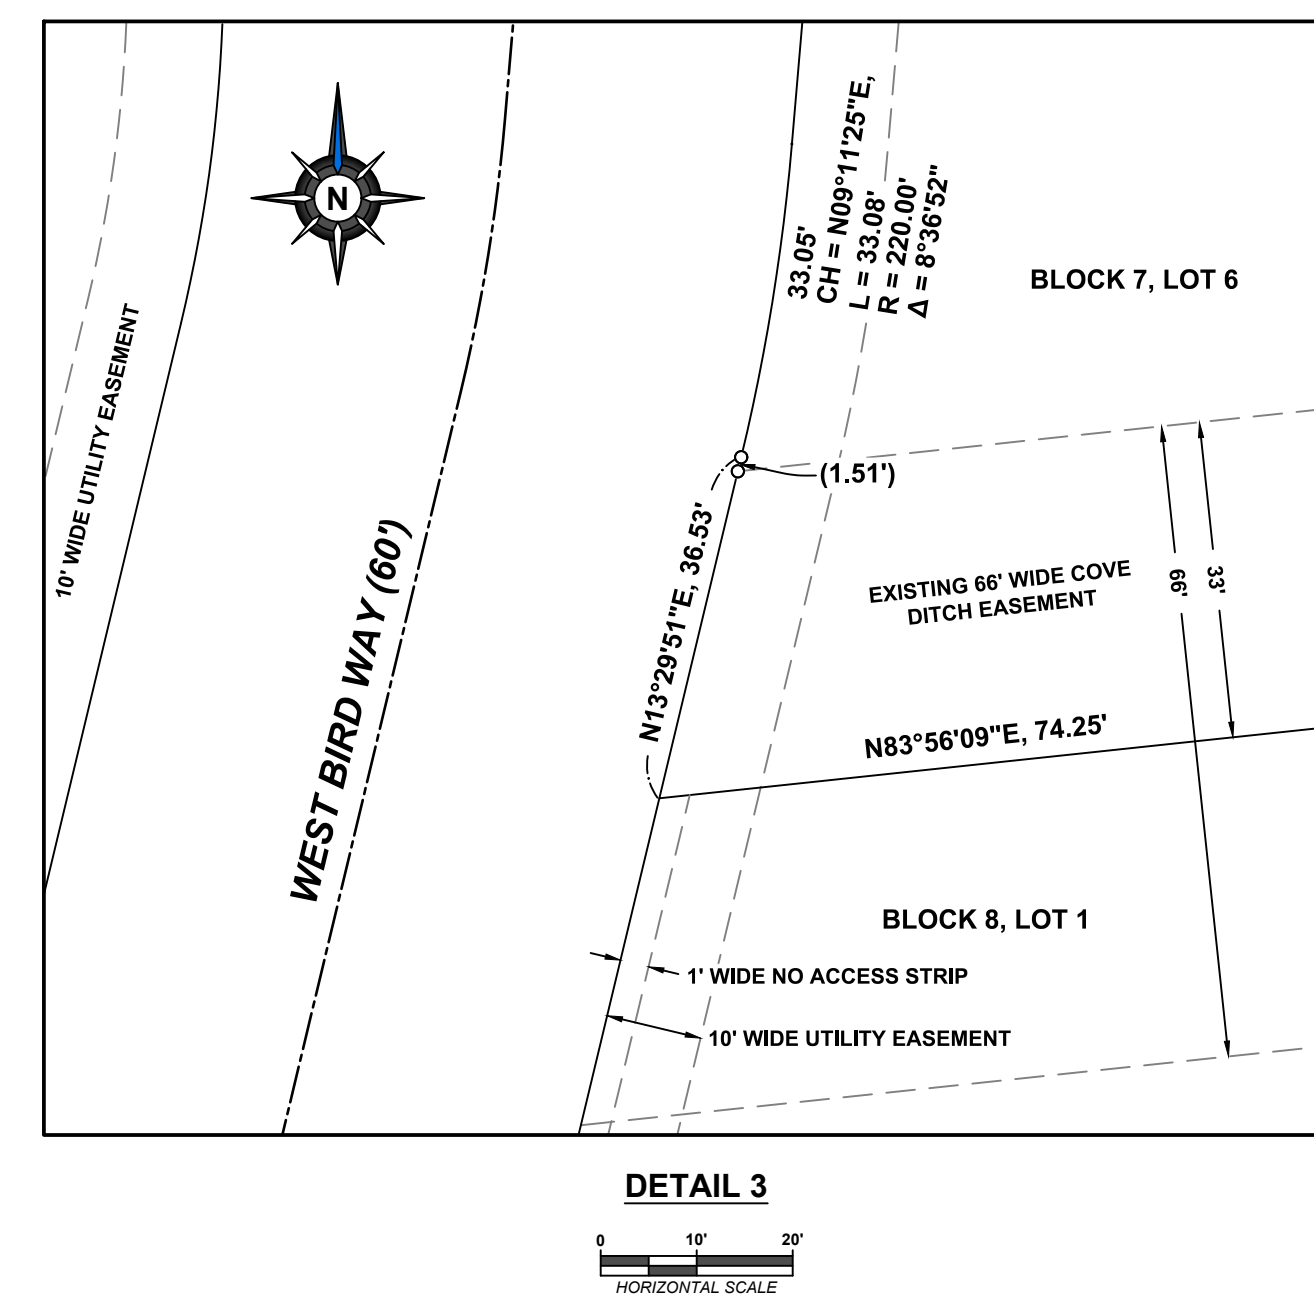 N
33.05'
CH = N09°11'25"E,
L = 33.08'
R = 220.00'
Δ = 8°36'52"
BLOCK 7, LOT 6
10' WIDE UTILITY EASEMENT
WEST BIRD WAY (60')
(1.51')
N13°29'51"E, 36.53'
EXISTING 66' WIDE COVE
DITCH EASEMENT
66'
33'
N83°56'09"E, 74.25'
BLOCK 8, LOT 1
1' WIDE NO ACCESS STRIP
10' WIDE UTILITY EASEMENT
DETAIL 3
0 10' 20'
HORIZONTAL SCALE